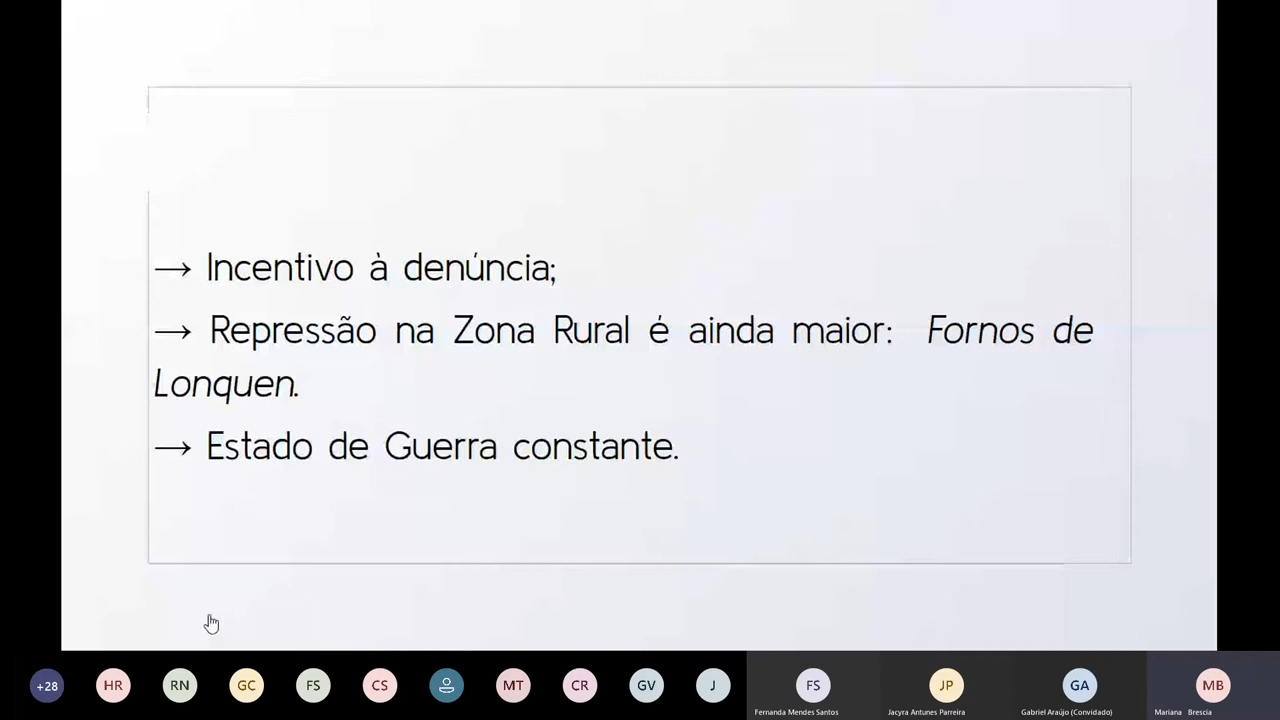 → Incentivo à denúncia;
→ Repressão na Zona Rural é ainda maior: Fornos de
Lonquen.
→ Estado de Guerra constante.
+28 HR RN GC FS CS MT CR GV J FS JP GA MB
Fernanda Mendes Santos Jacyra Antunes Parreira Gabriel Araújo (Convidado) Mariana Brescia